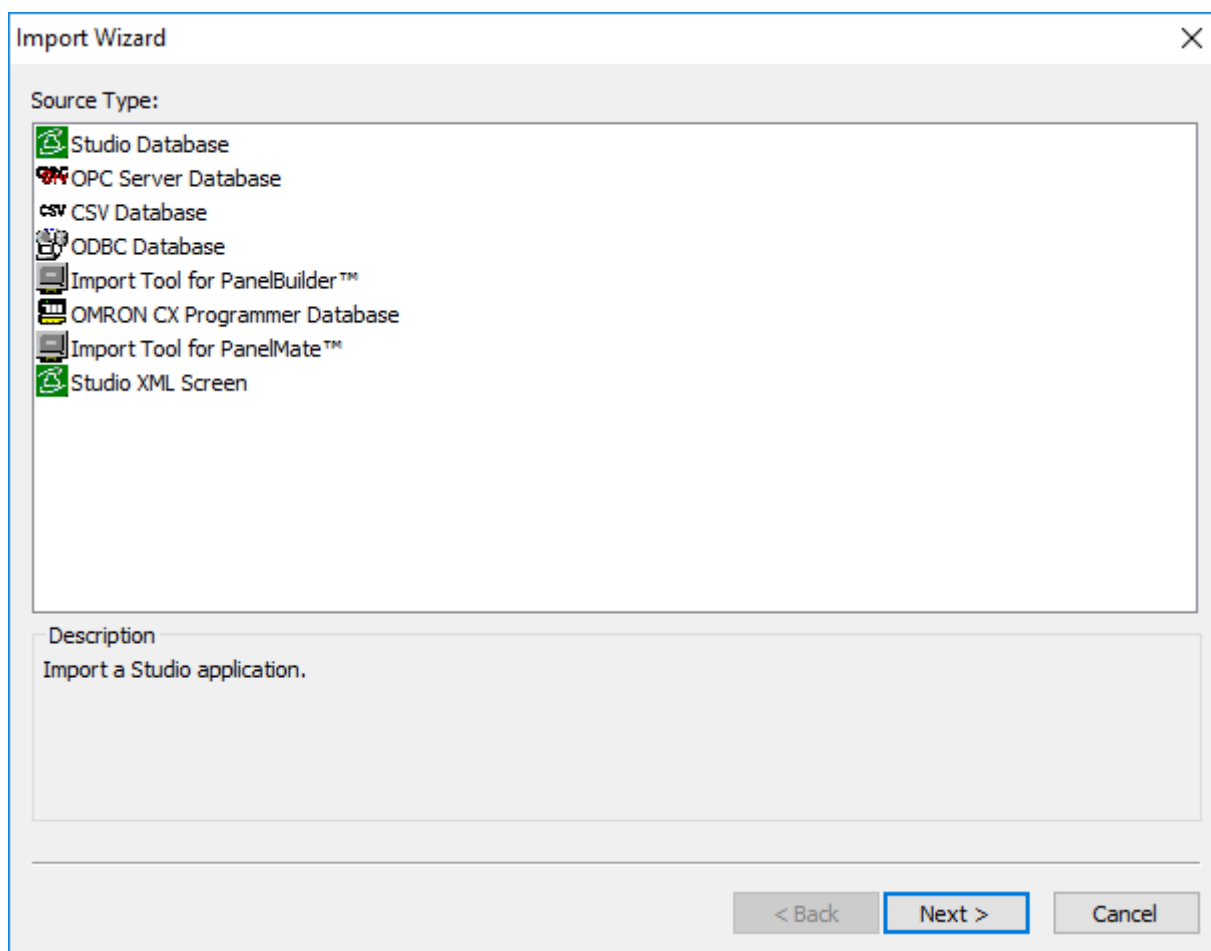 Import Wizard
Source Type:
Studio Database
OPC Server Database
CSV CSV Database
ODBC Database
Import Tool for PanelBuilder™
OMRON CX Programmer Database
Import Tool for PanelMate™
Studio XML Screen
Description
Import a Studio application.
< Back Next > Cancel